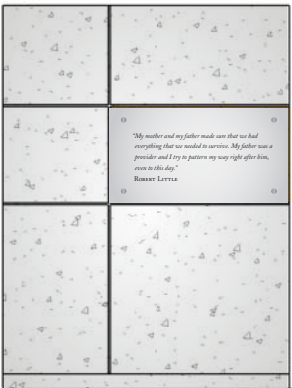 "My mother and my father made sure that we had
everything that we needed to survive. My father was a
provider and I try to pattern my way right after him,
even to this day."
Robert Little